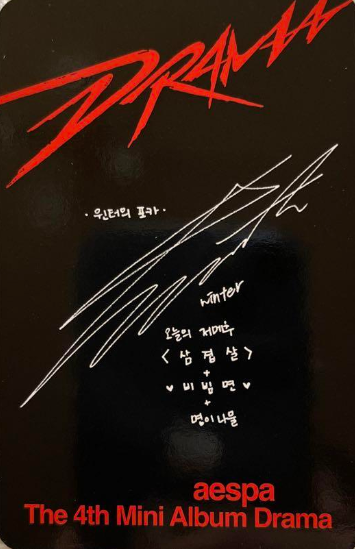 DRAMA
· 윈터의 포카 ·
winter
오늘의 저메추
< 삼 겹 살 >
+
♥ 비 빔 면 ♥
+
명이나물
aespa
The 4th Mini Album Drama